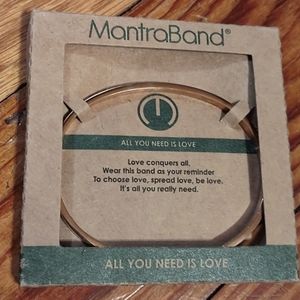 MantraBand®
ALL YOU NEED IS LOVE
Love conquers all.
Wear this band as your reminder
To choose love, spread love, be love.
It's all you really need.
ALL YOU NEED IS LOVE